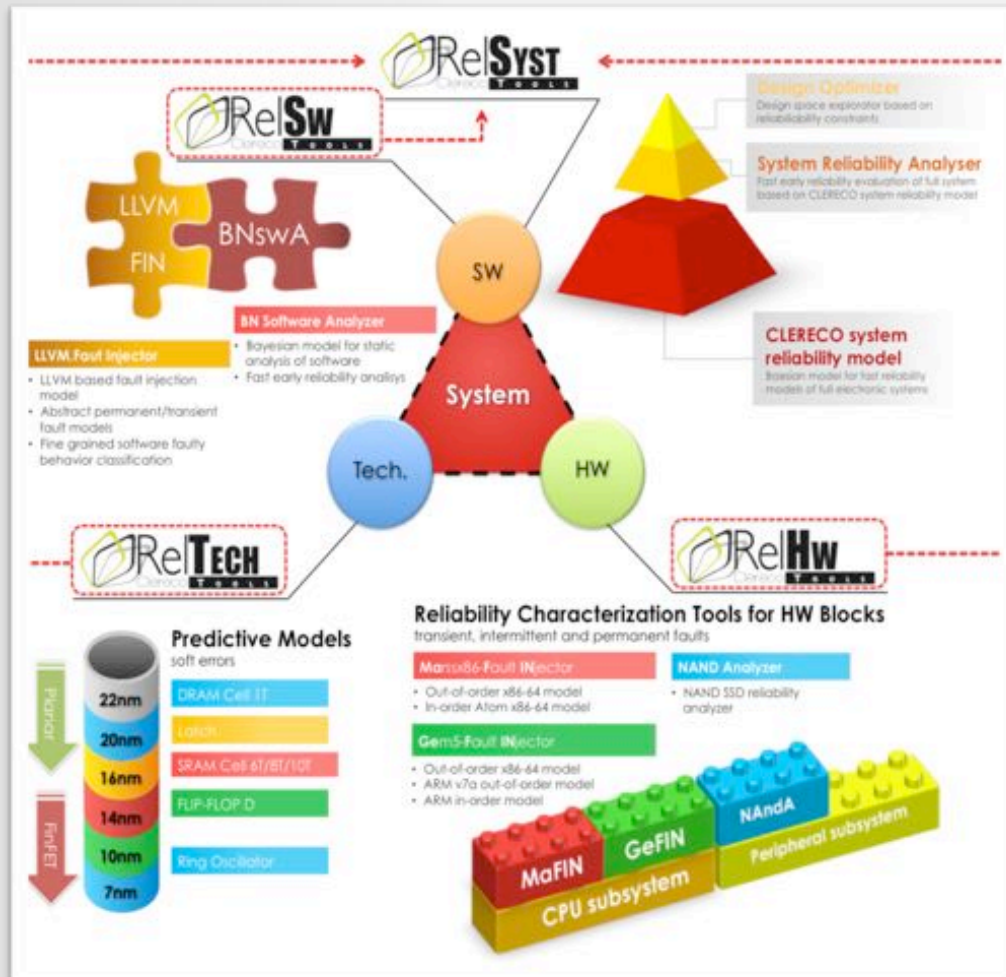 RelSyst
Clereco Tools
RelSw
Clereco Tools
Design Optimizer
Design space explorator based on
reliabiliability constraints
System Reliability Analyser
Fast early reliability evaluation of full system
based on CLERECO system reliability model
LLVM
FIN
BNswA
SW
CLERECO system
reliability model
Baesian model for fast reliability
models of full electronic systems
BN Software Analyzer
Bayesian model for static
analysis of software
Fast early reliability analisys
LLVM Faut Injector
LLVM based fault injection
model
Abstract permanent/transient
fault models
Fine grained software faulty
behavior classification
System
Tech.
HW
RelTech
Clereco Tools
RelHw
Clereco Tools
Predictive Models
soft errors
Planar
FinFET
22nm
20nm
16nm
14nm
10nm
7nm
DRAM Cell 1T
Latch
SRAM Cell 6T/8T/10T
FLIP-FLOP D
Ring Oscillator
Reliability Characterization Tools for HW Blocks
transient, intermittent and permanent faults
Marssx86-Fault INjector
Out-of-order x86-64 model
In-order Atom x86-64 model
Gem5-Fault INjector
Out-of-order x86-64 model
ARM v7a out-of-order model
ARM in-order model
NAND Analyzer
NAND SSD reliability
analyzer
MaFIN
GeFIN
NAndA
CPU subsystem
Peripheral subsystem